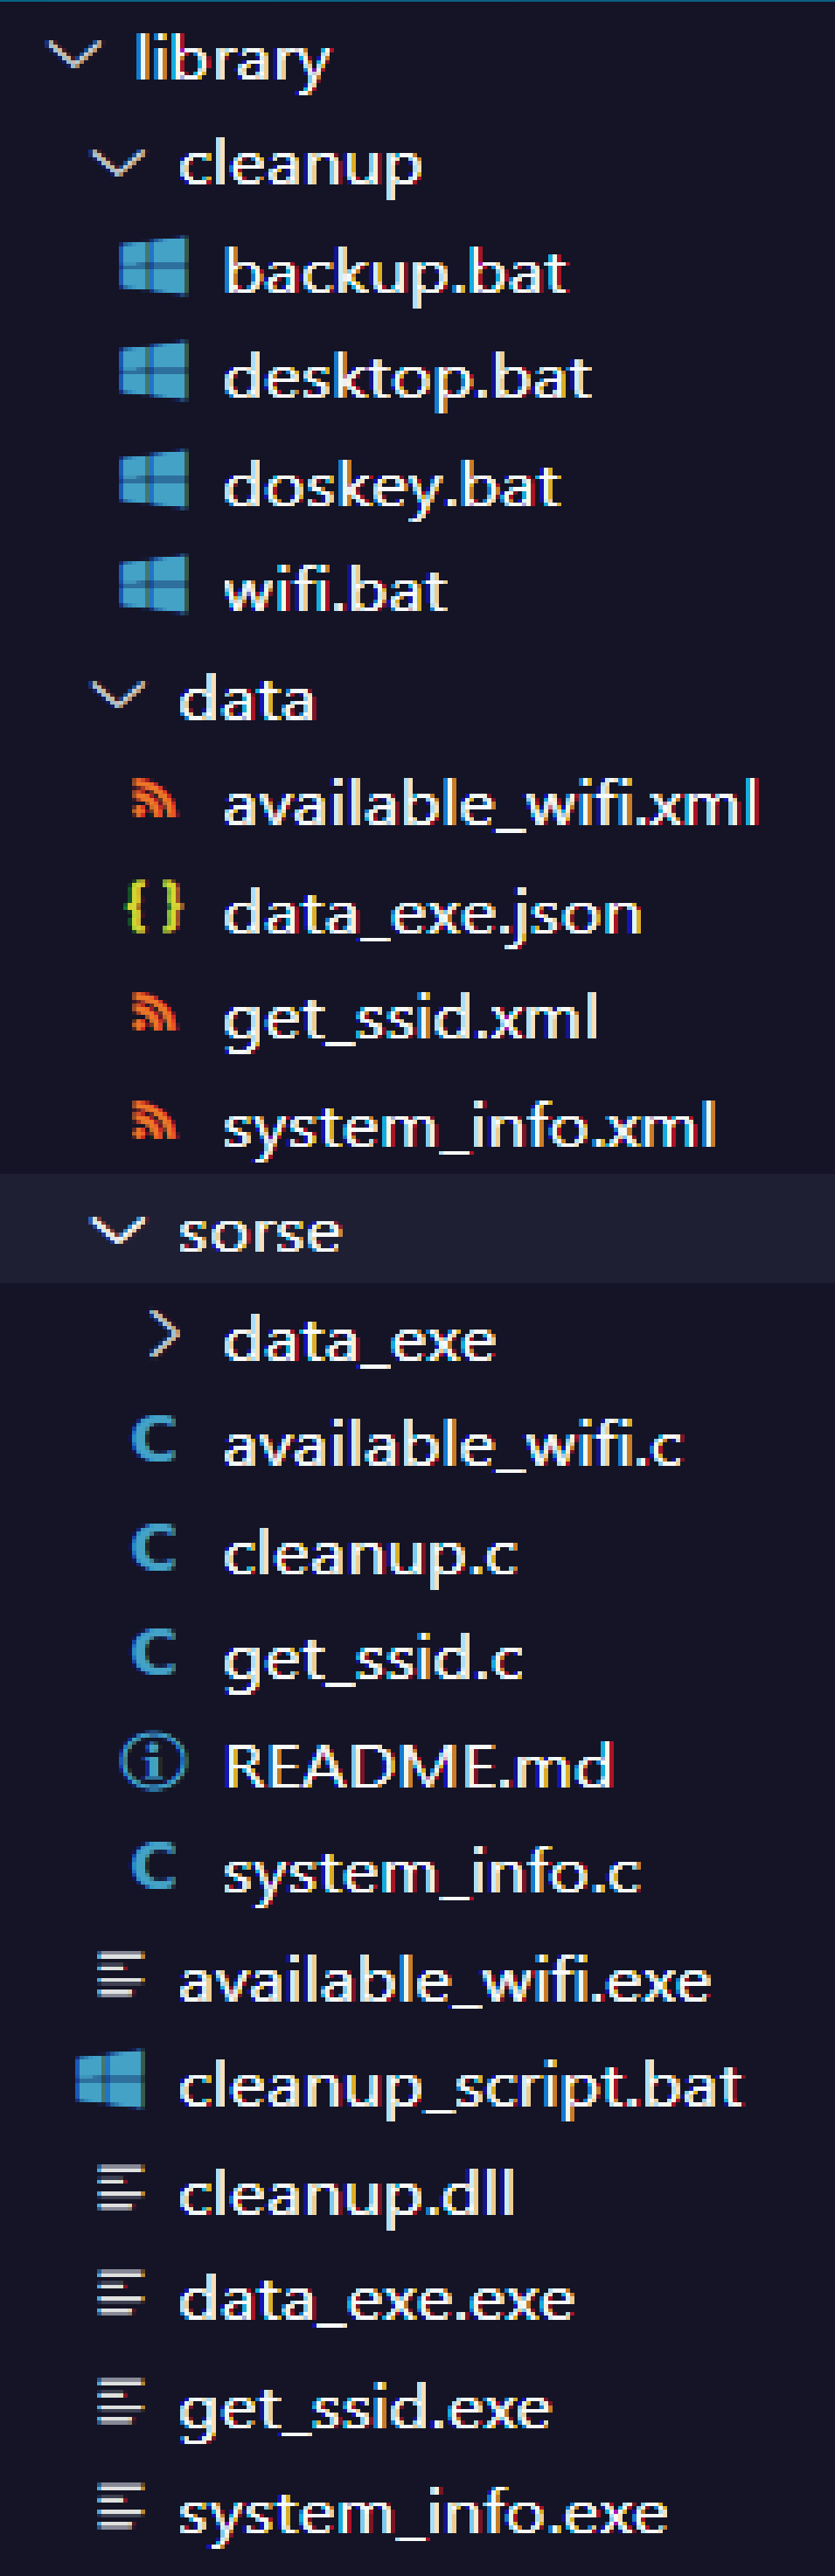 library
cleanup
backup.bat
desktop.bat
doskey.bat
wifi.bat
data
available_wifi.xml
data_exe.json
get_ssid.xml
system_info.xml
sorse
data_exe
available_wifi.c
cleanup.c
get_ssid.c
README.md
system_info.c
available_wifi.exe
cleanup_script.bat
cleanup.dll
data_exe.exe
get_ssid.exe
system_info.exe